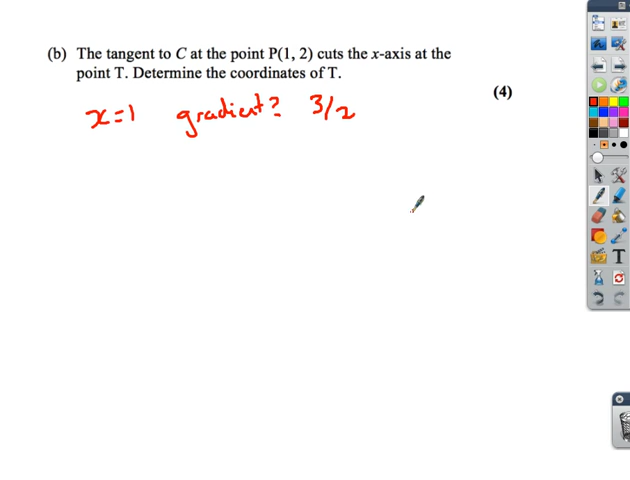 (b) The tangent to C at the point P(1, 2) cuts the x-axis at the
point T. Determine the coordinates of T.
(4)
x=1 gradient? 3/2
T